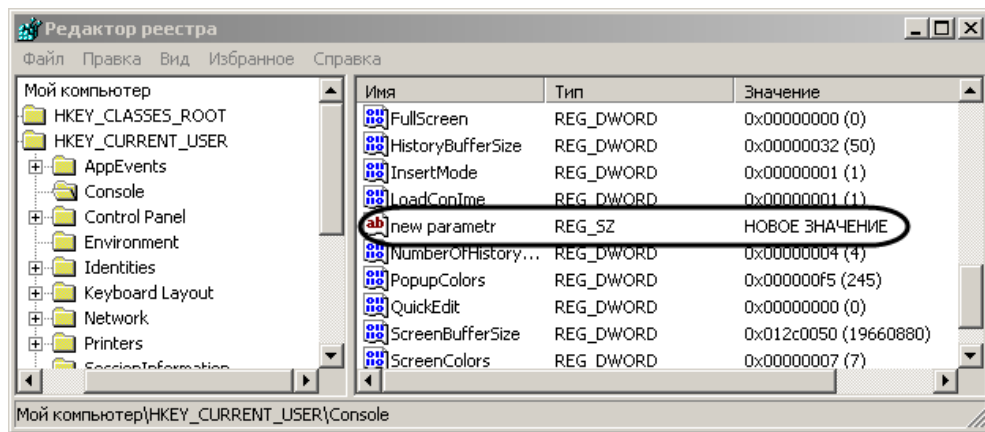 Редактор реестра
Файл Правка Вид Избранное Справка
Мой компьютер
HKEY_CLASSES_ROOT
HKEY_CURRENT_USER
AppEvents
Console
Control Panel
Environment
Identities
Keyboard Layout
Network
Printers
SessionInformation
Имя Тип Значение
FullScreen REG_DWORD 0x00000000 (0)
HistoryBufferSize REG_DWORD 0x00000032 (50)
InsertMode REG_DWORD 0x00000001 (1)
LoadConIme REG_DWORD 0x00000001 (1)
new parametr REG_SZ НОВОЕ ЗНАЧЕНИЕ
NumberOfHistory... REG_DWORD 0x00000004 (4)
PopupColors REG_DWORD 0x000000f5 (245)
QuickEdit REG_DWORD 0x00000000 (0)
ScreenBufferSize REG_DWORD 0x012c0050 (19660880)
ScreenColors REG_DWORD 0x00000007 (7)
Мой компьютер\HKEY_CURRENT_USER\Console